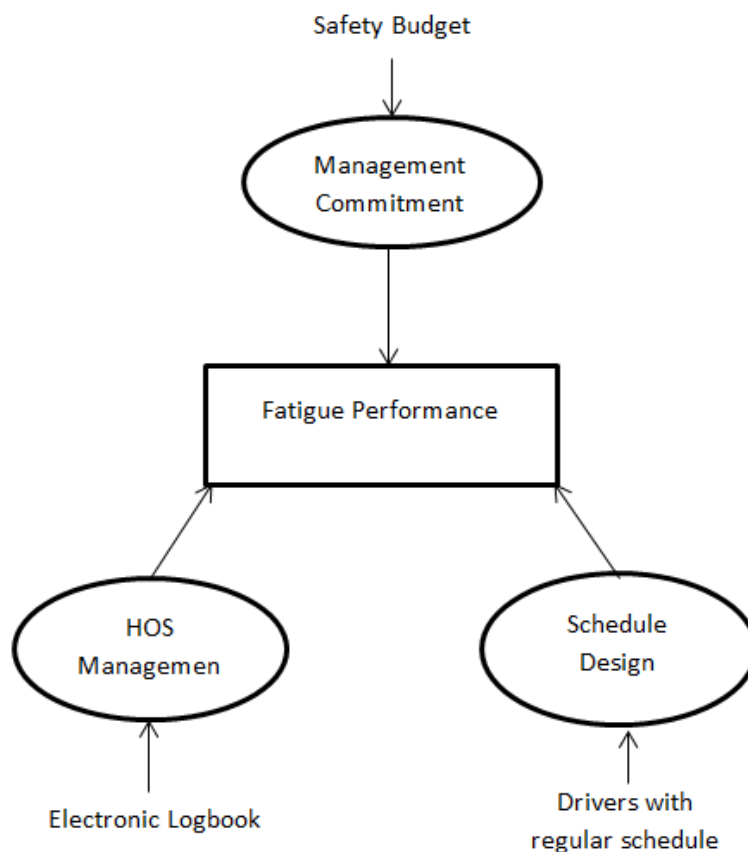 Safety Budget
Management
Commitment
Fatigue Performance
HOS
Managemen
Schedule
Design
Electronic Logbook
Drivers with
regular schedule